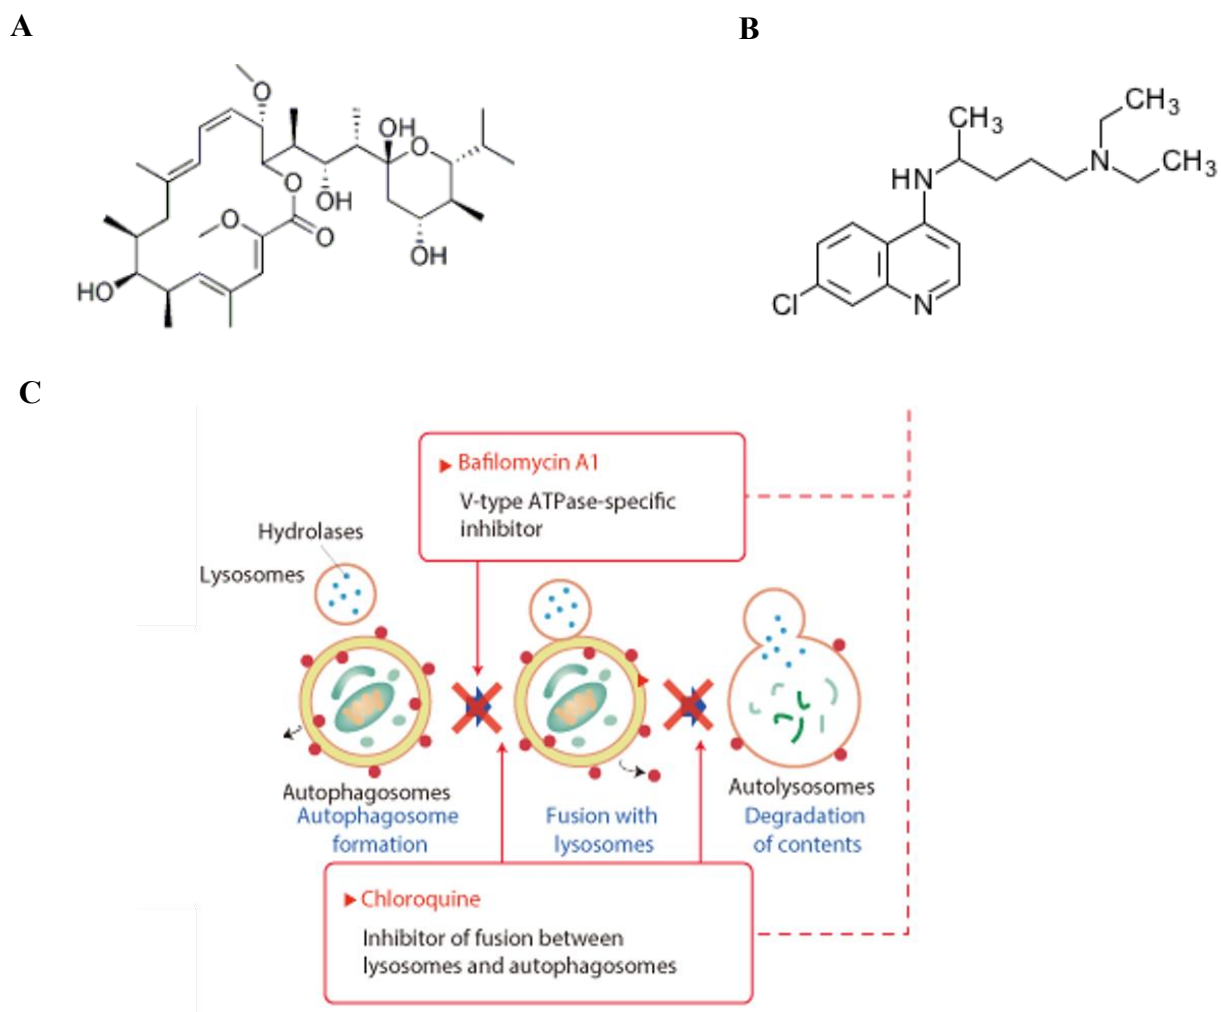 A
B
O
OH
O
O
OH
O
O
OH
HO
CH3
CH3
HN
N
CH3
Cl
N
C
▶ Bafilomycin A1
V-type ATPase-specific
inhibitor
Hydrolases
Lysosomes
Autophagosomes
Autophagosome
formation
Fusion with
lysosomes
Autolysosomes
Degradation
of contents
▶ Chloroquine
Inhibitor of fusion between
lysosomes and autophagosomes